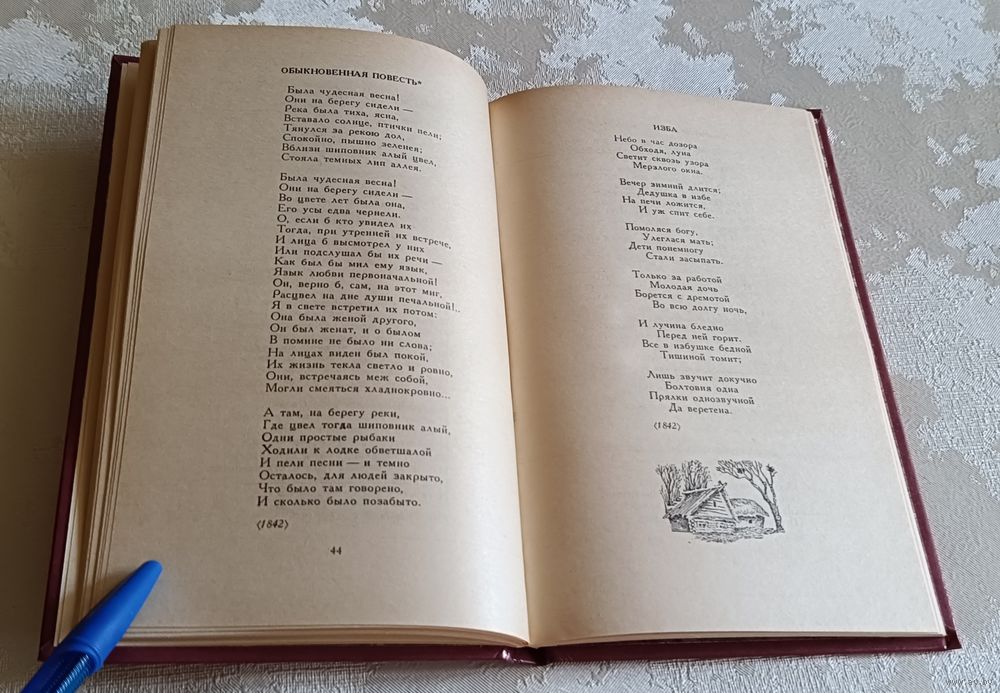 ОБЫКНОВЕННАЯ ПОВЕСТЬ*
Была чудесная весна!
Они на берегу сидели —
Река была тиха, ясна,
Вставало солнце, птички пели;
Тянулся за рекою дол,
Спокойно, пышно зеленея;
Вблизи шиповник алый цвел,
Стояла темных лип аллея.
Была чудесная весна!
Они на берегу сидели —
Во цвете лет была она,
Его усы едва чернели.
О, если б кто увидел их
Тогда, при утренней их встрече,
И лица б высмотрел у них
Или подслушал бы их речи —
Как был бы мил ему язык,
Язык любви первоначальной!
Он, верно б, сам, на этот миг,
Расцвел на дне души печальной!..
Я в свете встретил их потом:
Она была женой другого,
Он был женат, и о былом
В помине не было ни слова;
На лицах виден был покой,
Их жизнь текла светло и ровно,
Они, встречаясь меж собой,
Могли смеяться хладнокровно...
А там, на берегу реки,
Где цвел тогда шиповник алый,
Одни простые рыбаки
Ходили к лодке обветшалой
И пели песни — и темно
Осталось, для людей закрыто,
Что было там говорено,
И сколько было позабыто.
⟨1842⟩
44
ИЗБА
Небо в час дозора
Обходя, луна
Светит сквозь узора
Мерзлого окна.
Вечер зимний длится;
Дедушка в избе
На печи ложится,
И уж спит себе.
Помоляся богу,
Улеглася мать;
Дети понемногу
Стали засыпать.
Только за работой
Молодая дочь
Борется с дремотой
Во всю долгу ночь,
И лучина бледно
Перед ней горит.
Все в избушке бедной
Тишиной томит;
Лишь звучит докучно
Болтовня одна
Прялки однозвучной
Да веретена.
⟨1842⟩